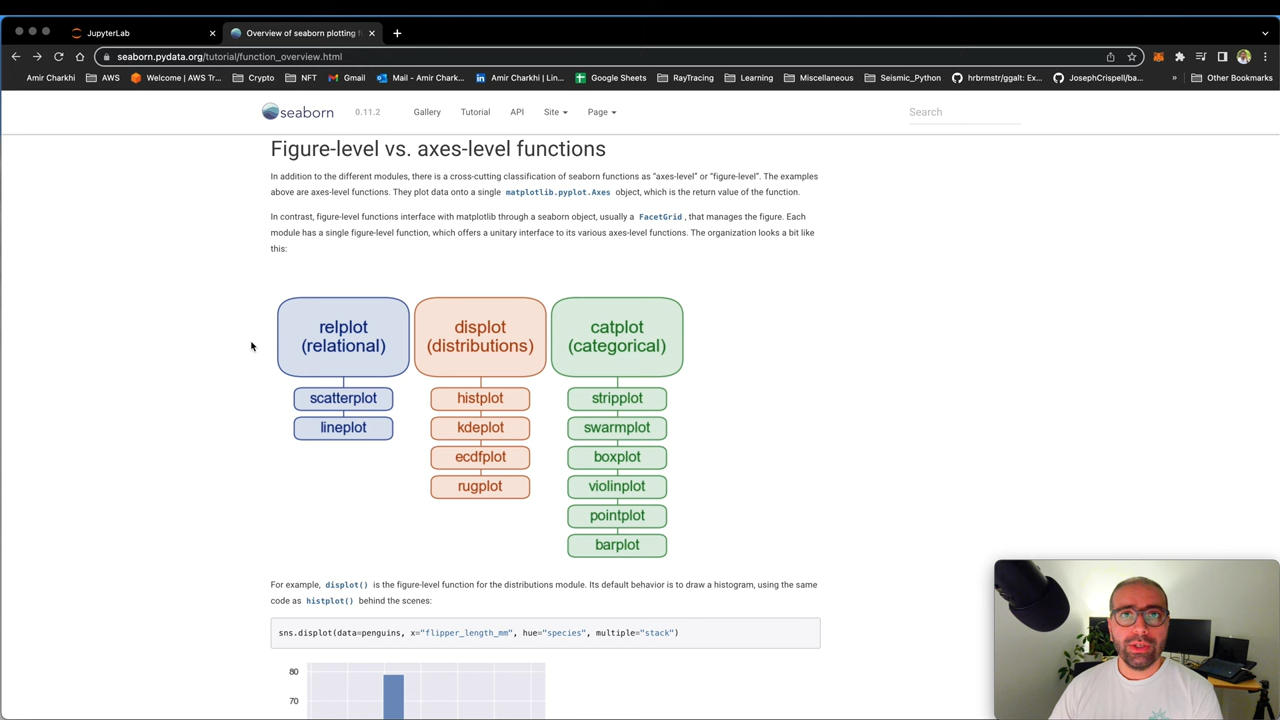 JupyterLab
Overview of seaborn plotting f
seaborn.pydata.org/tutorial/function_overview.html
Amir Charkhi
AWS
Welcome | AWS Tr...
Crypto
NFT
Gmail
Mail - Amir Chark...
Amir Charkhi | Lin...
Google Sheets
RayTracing
Learning
Miscellaneous
Seismic_Python
hrbrmstr/ggalt: Ex...
JosephCrispell/ba...
»
Other Bookmarks
seaborn
0.11.2
Gallery
Tutorial
API
Site
Page
Search
Figure-level vs. axes-level functions
In addition to the different modules, there is a cross-cutting classification of seaborn functions as “axes-level” or “figure-level”. The examples
above are axes-level functions. They plot data onto a single matplotlib.pyplot.Axes object, which is the return value of the function.
In contrast, figure-level functions interface with matplotlib through a seaborn object, usually a FacetGrid, that manages the figure. Each
module has a single figure-level function, which offers a unitary interface to its various axes-level functions. The organization looks a bit like
this:
relplot
(relational)
scatterplot
lineplot
displot
(distributions)
histplot
kdeplot
ecdfplot
rugplot
catplot
(categorical)
stripplot
swarmplot
boxplot
violinplot
pointplot
barplot
For example, displot() is the figure-level function for the distributions module. Its default behavior is to draw a histogram, using the same
code as histplot() behind the scenes:
sns.displot(data=penguins, x="flipper_length_mm", hue="species", multiple="stack")
80
70